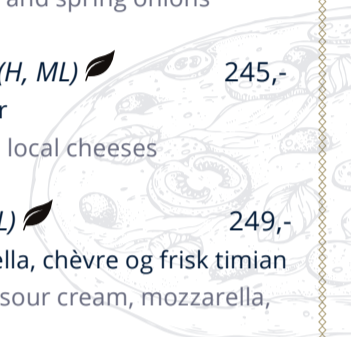 and spring onions
(H, ML) 245,-
r
local cheeses
L) 249,-
ella, chèvre og frisk timian
sour cream, mozzarella,